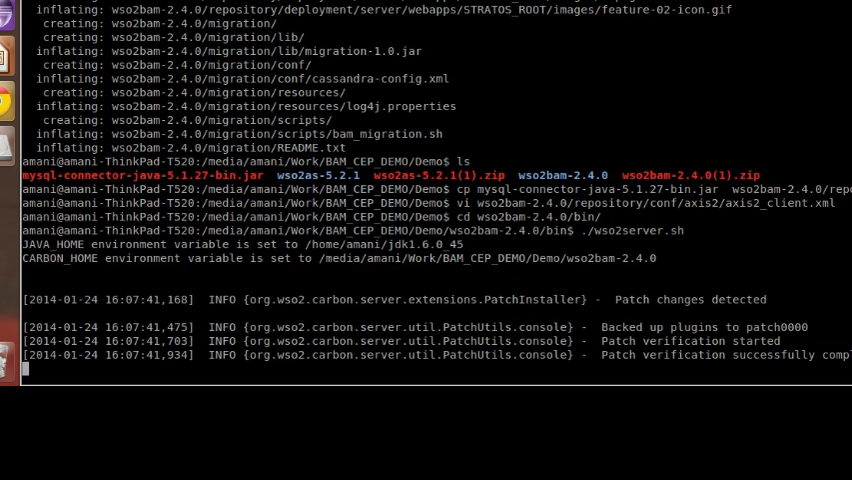 inflating: wso2bam-2.4.0/repository/deployment/server/webapps/STRATOS_ROOT/images/feature-02-icon.gif
creating: wso2bam-2.4.0/migration/
creating: wso2bam-2.4.0/migration/lib/
inflating: wso2bam-2.4.0/migration/lib/migration-1.0.jar
creating: wso2bam-2.4.0/migration/conf/
inflating: wso2bam-2.4.0/migration/conf/cassandra-config.xml
creating: wso2bam-2.4.0/migration/resources/
inflating: wso2bam-2.4.0/migration/resources/log4j.properties
creating: wso2bam-2.4.0/migration/scripts/
inflating: wso2bam-2.4.0/migration/scripts/bam_migration.sh
inflating: wso2bam-2.4.0/migration/README.txt
amani@amani-ThinkPad-T520:/media/amani/Work/BAM_CEP_DEMO/Demo$ ls
mysql-connector-java-5.1.27-bin.jar wso2as-5.2.1 wso2as-5.2.1(1).zip wso2bam-2.4.0 wso2bam-2.4.0(1).zip
amani@amani-ThinkPad-T520:/media/amani/Work/BAM_CEP_DEMO/Demo$ cp mysql-connector-java-5.1.27-bin.jar wso2bam-2.4.0/repo
amani@amani-ThinkPad-T520:/media/amani/Work/BAM_CEP_DEMO/Demo$ vi wso2bam-2.4.0/repository/conf/axis2/axis2_client.xml
amani@amani-ThinkPad-T520:/media/amani/Work/BAM_CEP_DEMO/Demo$ cd wso2bam-2.4.0/bin/
amani@amani-ThinkPad-T520:/media/amani/Work/BAM_CEP_DEMO/Demo/wso2bam-2.4.0/bin$ ./wso2server.sh
JAVA_HOME environment variable is set to /home/amani/jdk1.6.0_45
CARBON_HOME environment variable is set to /media/amani/Work/BAM_CEP_DEMO/Demo/wso2bam-2.4.0
[2014-01-24 16:07:41,168] INFO {org.wso2.carbon.server.extensions.PatchInstaller} - Patch changes detected
[2014-01-24 16:07:41,475] INFO {org.wso2.carbon.server.util.PatchUtils.console} - Backed up plugins to patch0000
[2014-01-24 16:07:41,703] INFO {org.wso2.carbon.server.util.PatchUtils.console} - Patch verification started
[2014-01-24 16:07:41,934] INFO {org.wso2.carbon.server.util.PatchUtils.console} - Patch verification successfully compl